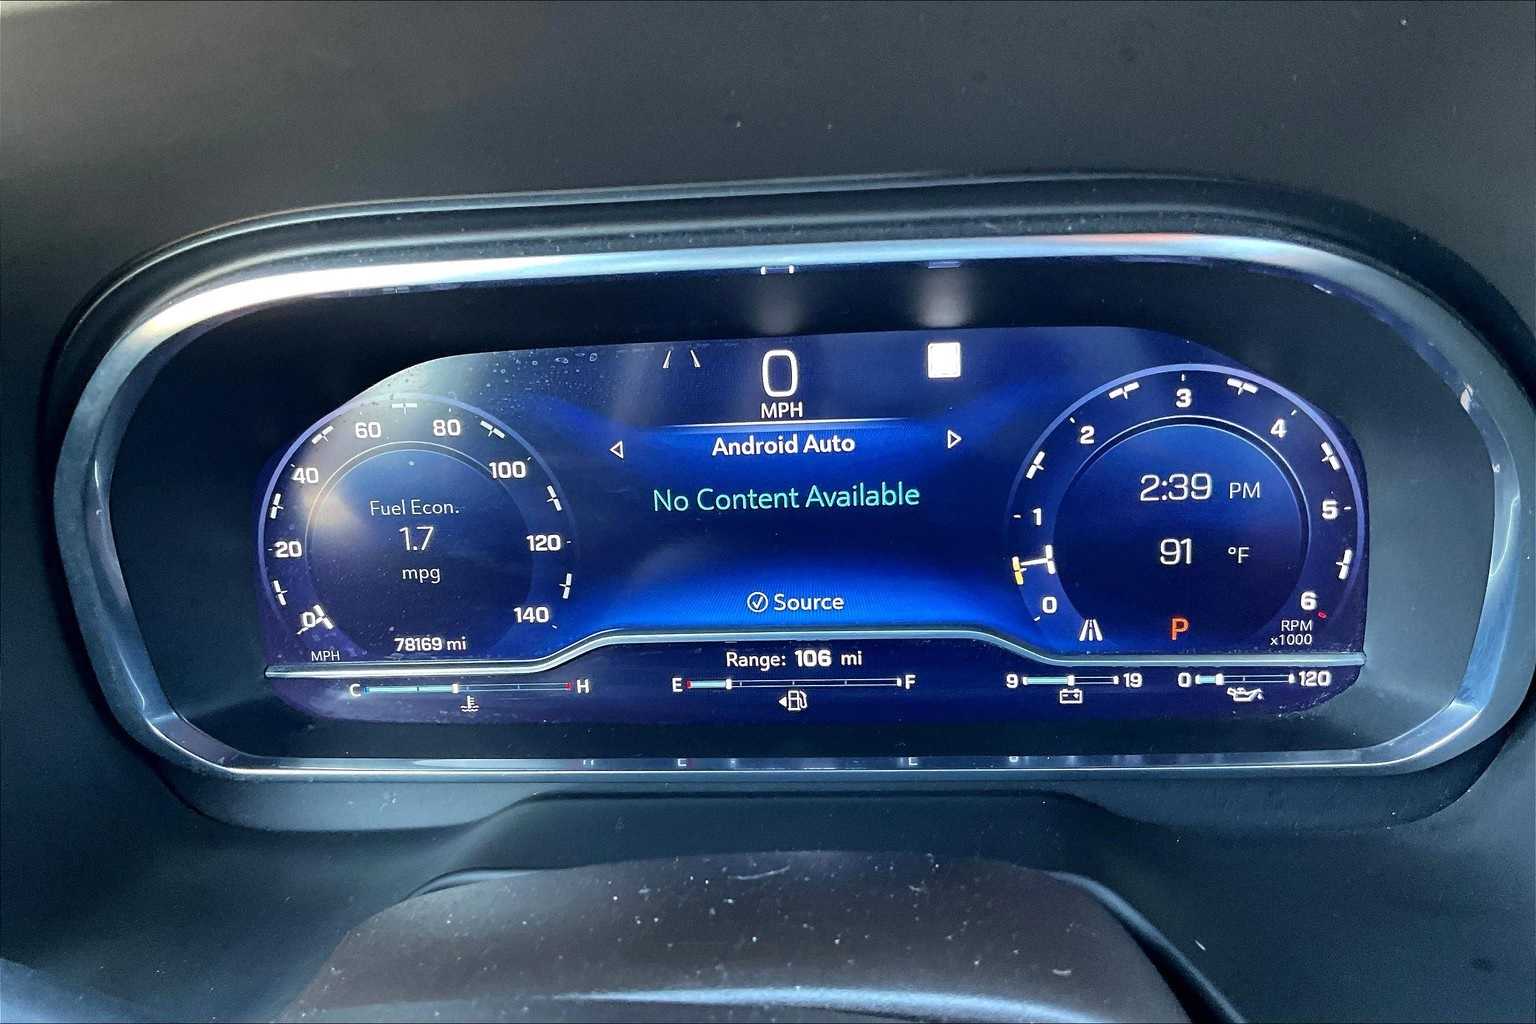 0
MPH
Android Auto
No Content Available
Source
0
20
40
60
80
100
120
140
Fuel Econ.
1.7
mpg
78169 mi
MPH
0
1
2
3
4
5
6
2:39 PM
91 °F
P
RPM
x1000
Range: 106 mi
C H
E F
9 19
0 120